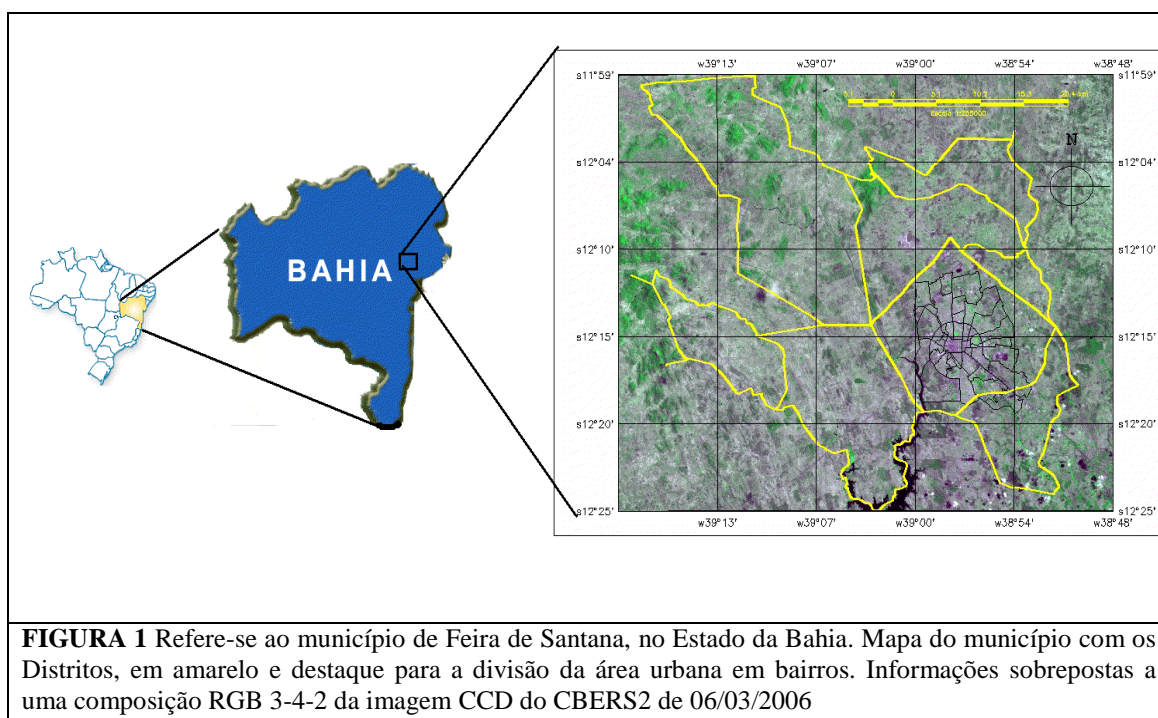 BAHIA
w39°13' w39°07' w39°00' w38°54' w38°48'
s11°59' s11°59'
N
s12°04' s12°04'
s12°10' s12°10'
s12°15' s12°15'
s12°20' s12°20'
s12°25' s12°25'
w39°13' w39°07' w39°00' w38°54' w38°48'
FIGURA 1 Refere-se ao município de Feira de Santana, no Estado da Bahia. Mapa do município com os
Distritos, em amarelo e destaque para a divisão da área urbana em bairros. Informações sobrepostas a
uma composição RGB 3-4-2 da imagem CCD do CBERS2 de 06/03/2006